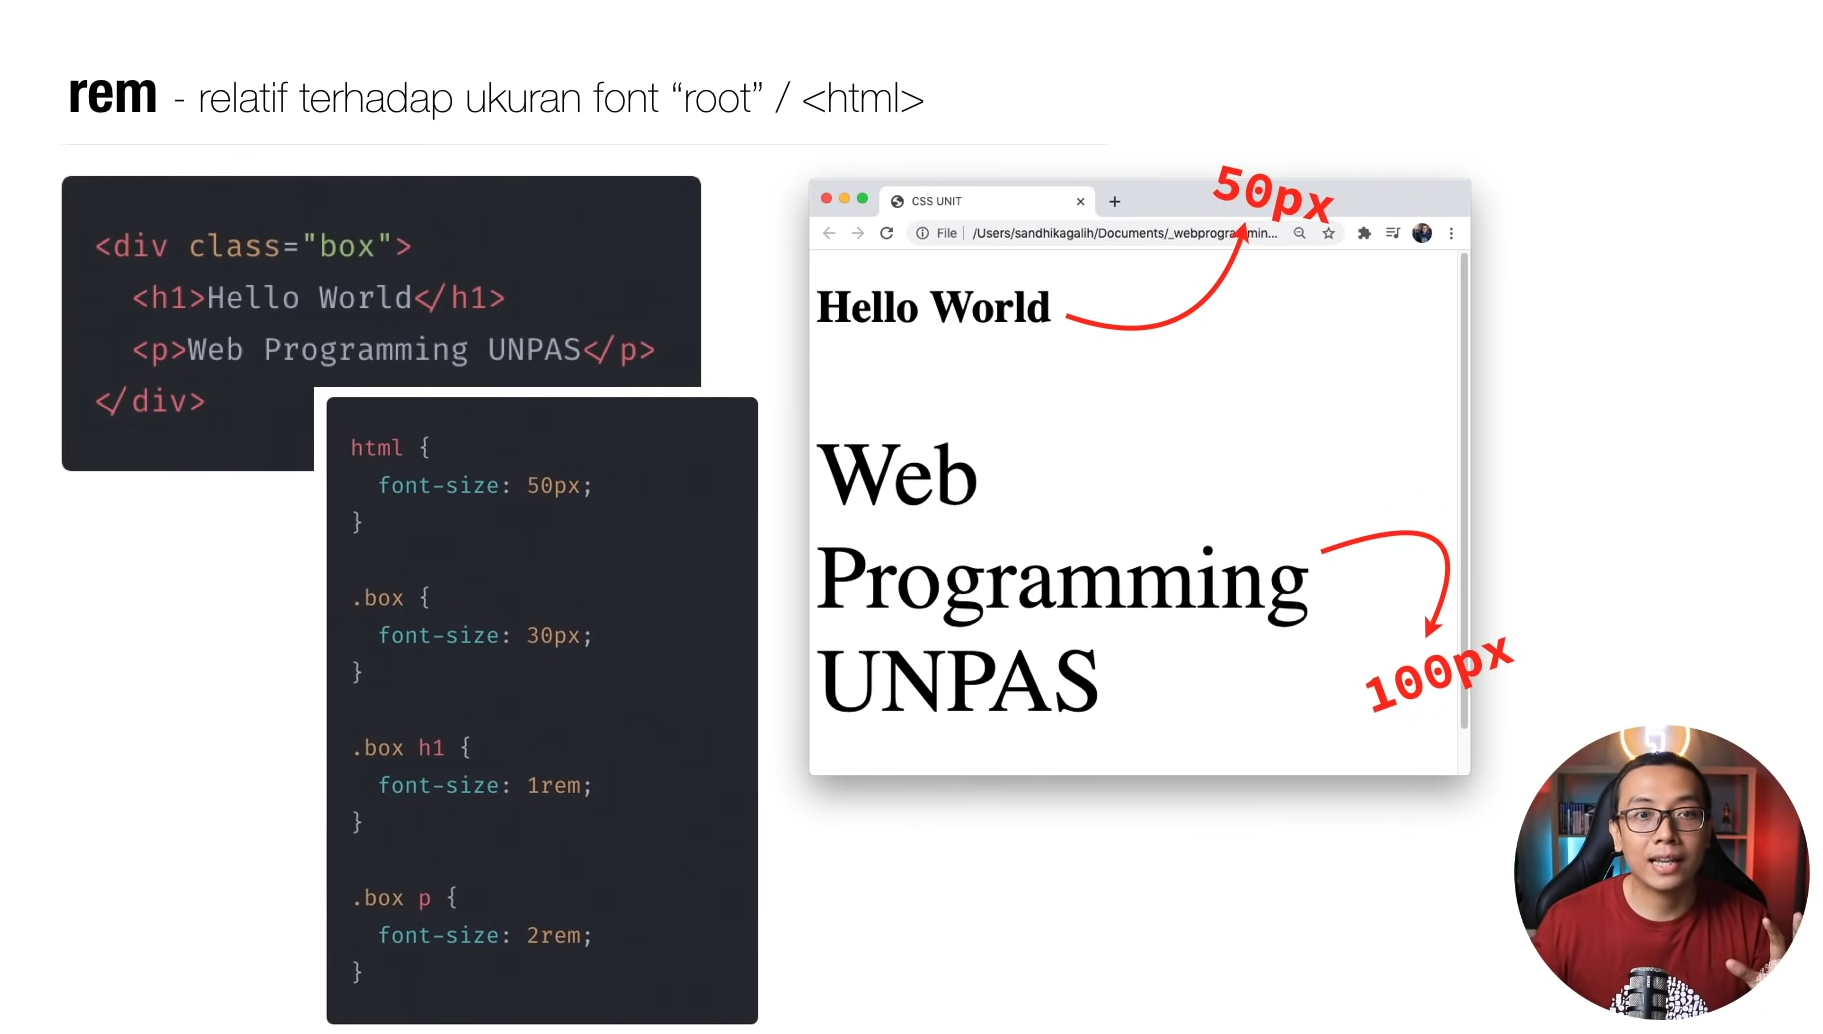 rem - relatif terhadap ukuran font “root” / <html>
<div class="box">
<h1>Hello World</h1>
<p>Web Programming UNPAS</p>
</div>
html {
font-size: 50px;
}
.box {
font-size: 30px;
}
.box h1 {
font-size: 1rem;
}
.box p {
font-size: 2rem;
}
CSS UNIT
File /Users/sandhikagalih/Documents/_webprogrammin...
50px
Hello World
Web
Programming
UNPAS
100px